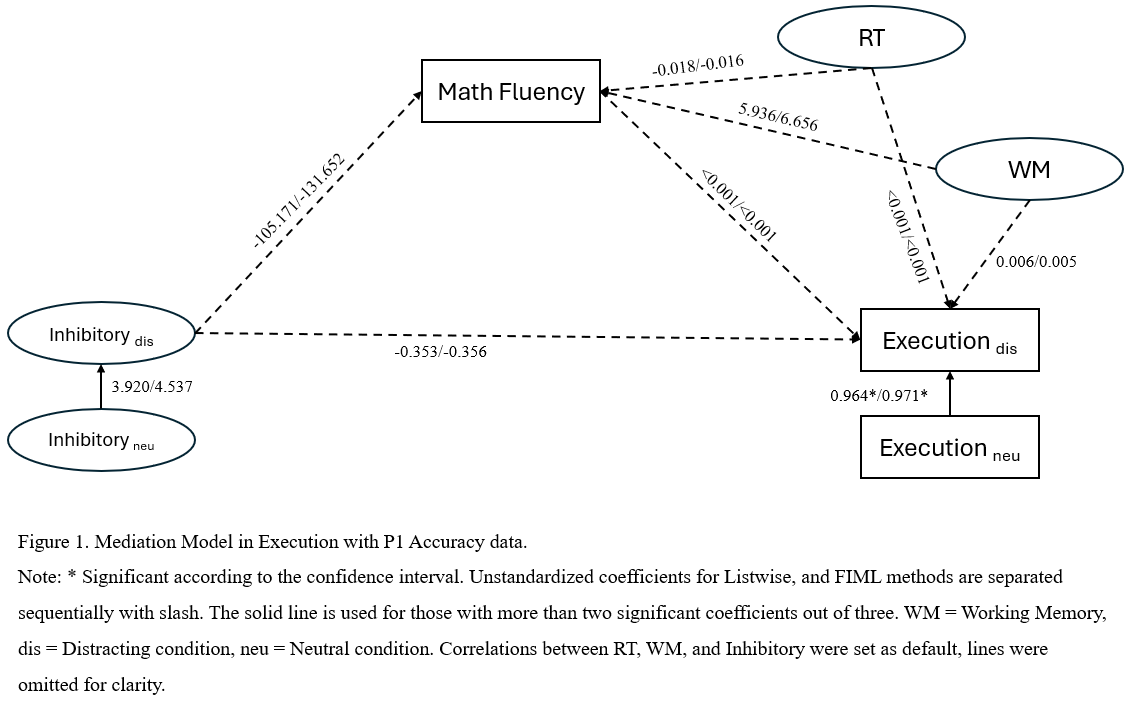 RT
-0.018/-0.016
Math Fluency
5.936/6.656
WM
-105.171/-131.652
<0.001/<0.001
<0.001/<0.001
0.006/0.005
Inhibitory dis
-0.353/-0.356
Execution dis
3.920/4.537
0.964*/0.971*
Inhibitory neu
Execution neu
Figure 1. Mediation Model in Execution with P1 Accuracy data.
Note: * Significant according to the confidence interval. Unstandardized coefficients for Listwise, and FIML methods are separated
sequentially with slash. The solid line is used for those with more than two significant coefficients out of three. WM = Working Memory,
dis = Distracting condition, neu = Neutral condition. Correlations between RT, WM, and Inhibitory were set as default, lines were
omitted for clarity.